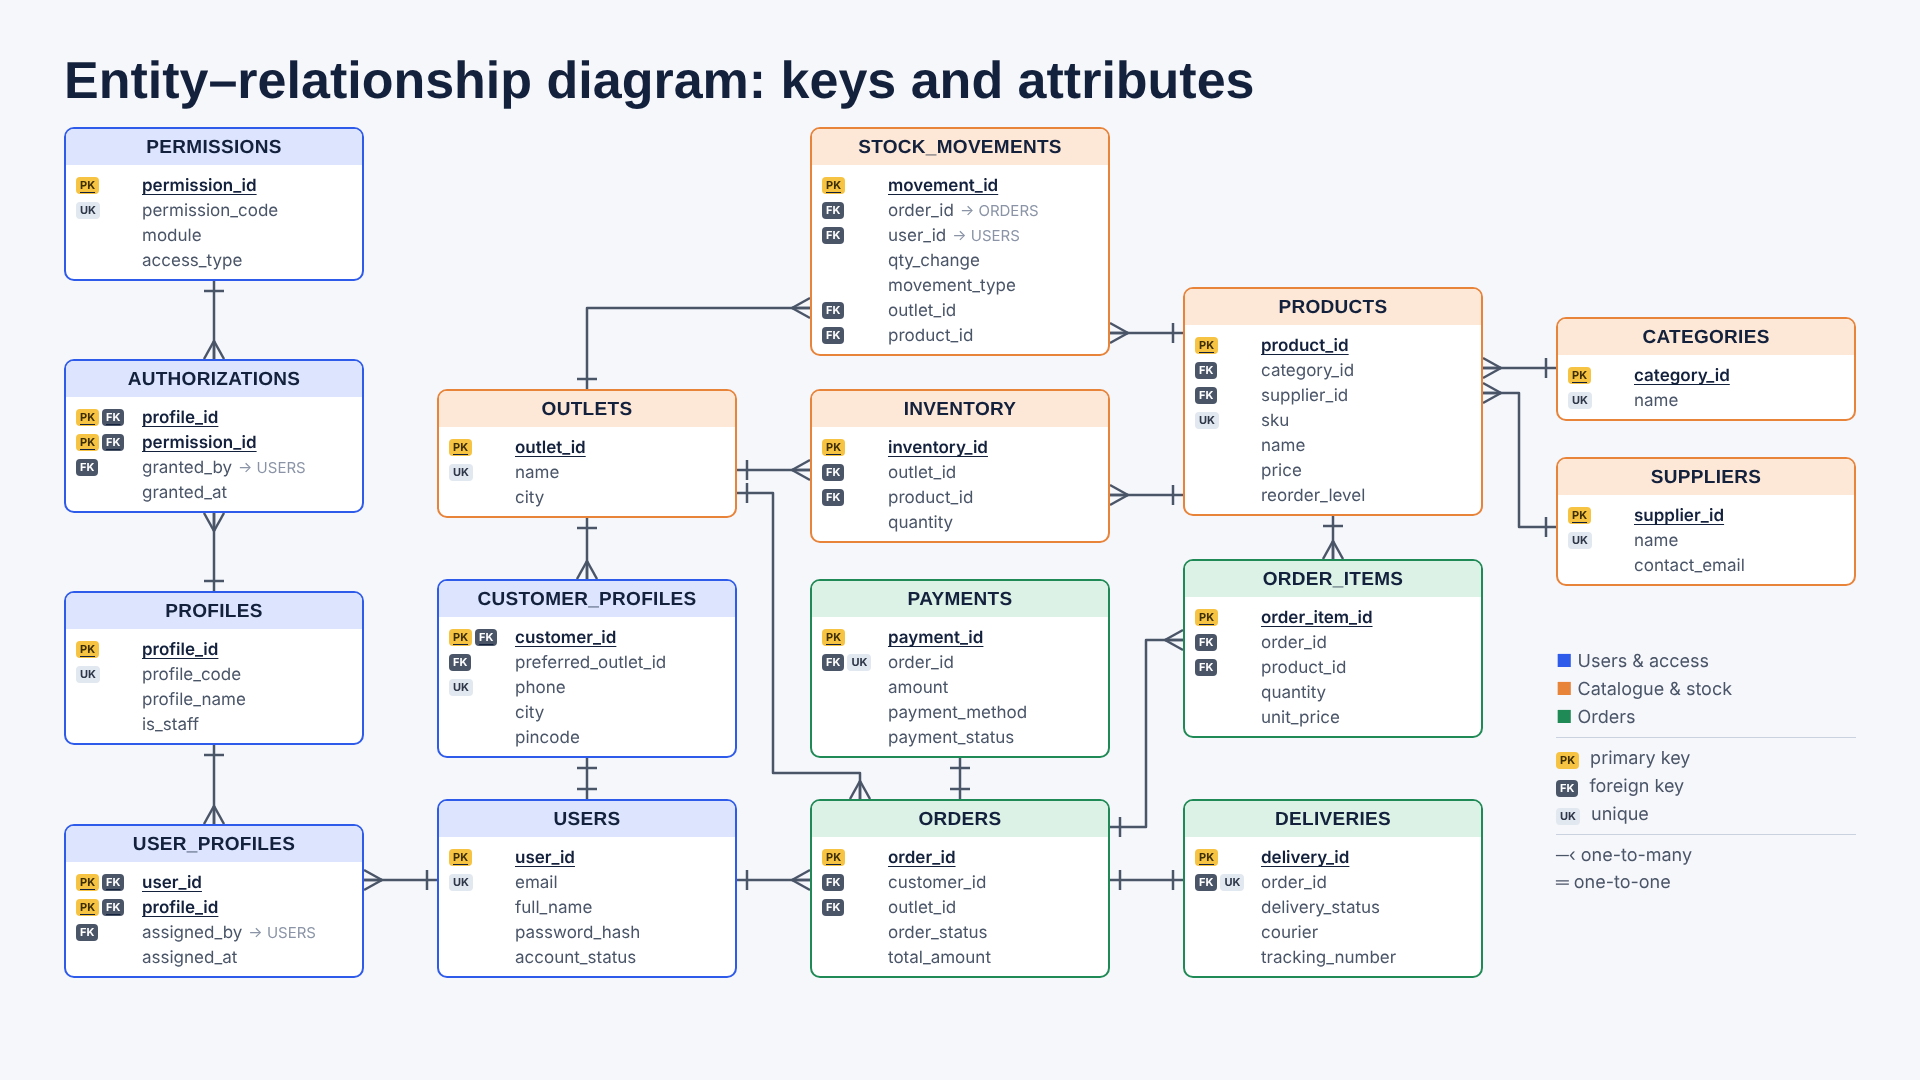 Entity–relationship diagram: keys and attributes
PERMISSIONS
PK permission_id
UK permission_code
module
access_type
AUTHORIZATIONS
PK FK profile_id
PK FK permission_id
FK granted_by → USERS
granted_at
PROFILES
PK profile_id
UK profile_code
profile_name
is_staff
USER_PROFILES
PK FK user_id
PK FK profile_id
FK assigned_by → USERS
assigned_at
OUTLETS
PK outlet_id
UK name
city
CUSTOMER_PROFILES
PK FK customer_id
FK preferred_outlet_id
UK phone
city
pincode
USERS
PK user_id
UK email
full_name
password_hash
account_status
STOCK_MOVEMENTS
PK movement_id
FK order_id → ORDERS
FK user_id → USERS
qty_change
movement_type
FK outlet_id
FK product_id
INVENTORY
PK inventory_id
FK outlet_id
FK product_id
quantity
PAYMENTS
PK payment_id
FK UK order_id
amount
payment_method
payment_status
ORDERS
PK order_id
FK customer_id
FK outlet_id
order_status
total_amount
PRODUCTS
PK product_id
FK category_id
FK supplier_id
UK sku
name
price
reorder_level
ORDER_ITEMS
PK order_item_id
FK order_id
FK product_id
quantity
unit_price
DELIVERIES
PK delivery_id
FK UK order_id
delivery_status
courier
tracking_number
CATEGORIES
PK category_id
UK name
SUPPLIERS
PK supplier_id
UK name
contact_email
Users & access
Catalogue & stock
Orders
PK primary key
FK foreign key
UK unique
one-to-many
one-to-one